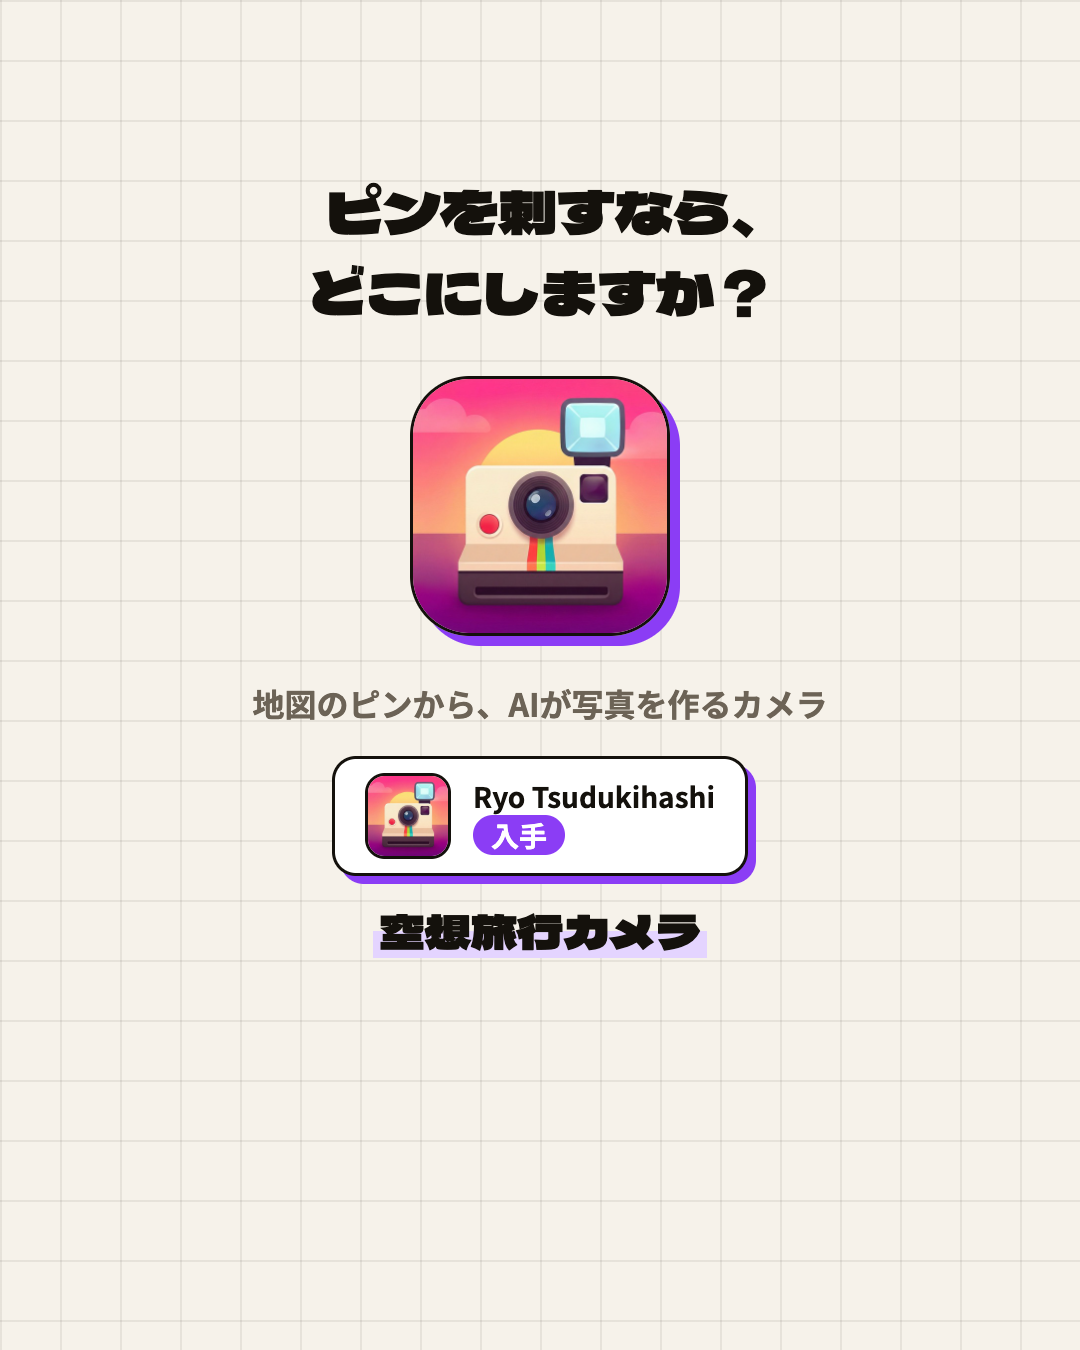 ピンを刺すなら、
どこにしますか？
地図のピンから、AIが写真を作るカメラ
Ryo Tsudukihashi
入手
空想旅行カメラ